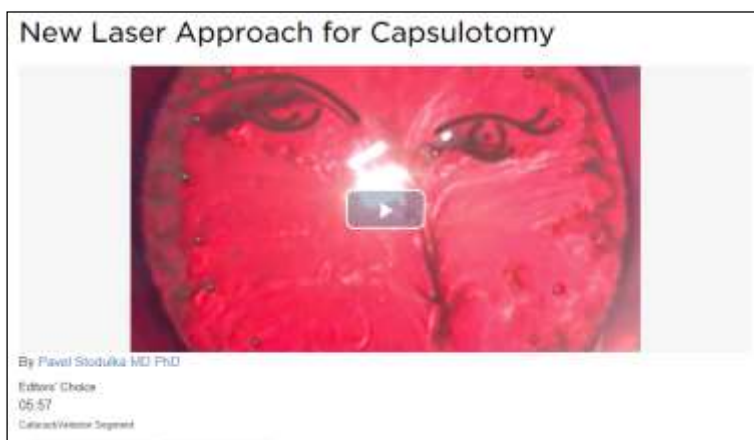 New Laser Approach for Capsulotomy
By Pavel Stodulka MD PhD
Editors' Choice
05:57
Cataract/Anterior Segment